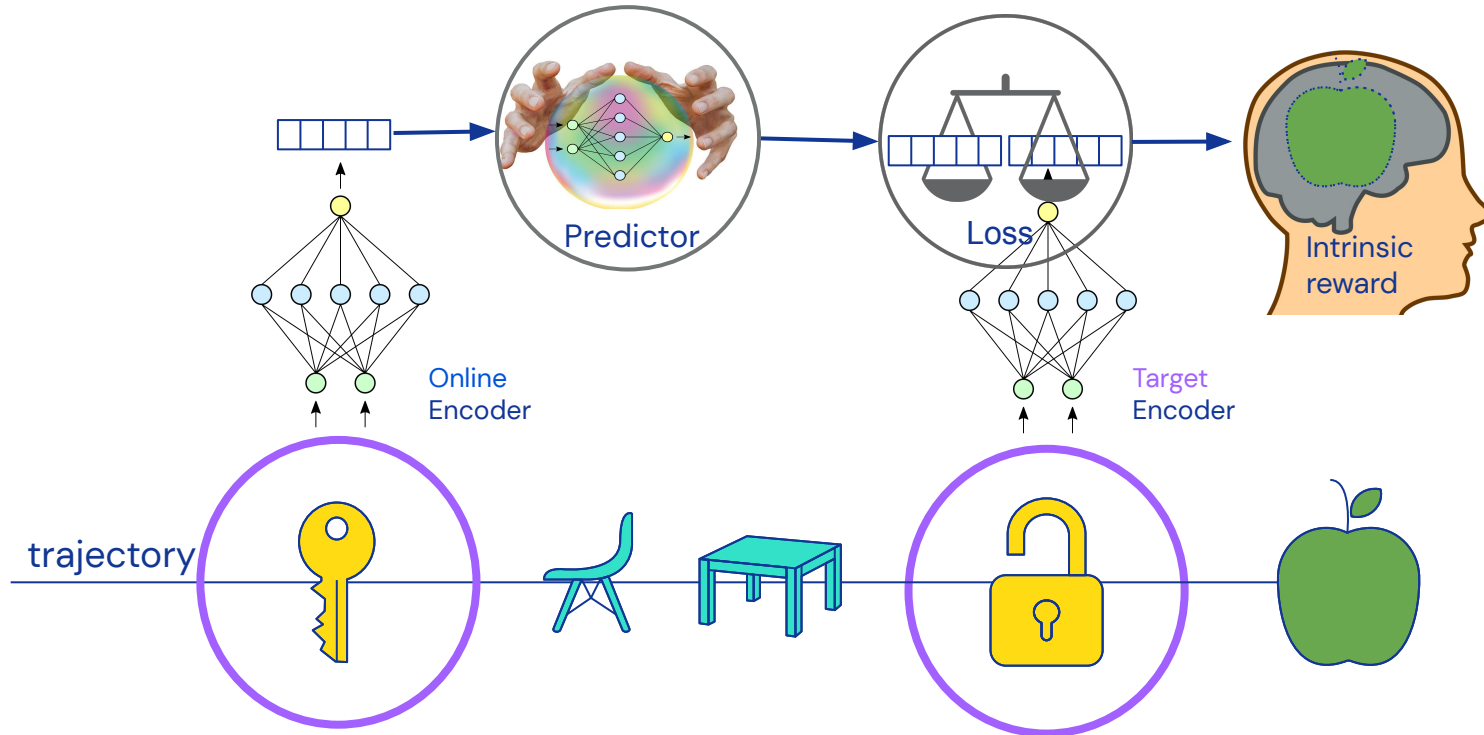 Predictor
Loss
Intrinsic
reward
Online
Encoder
Target
Encoder
trajectory